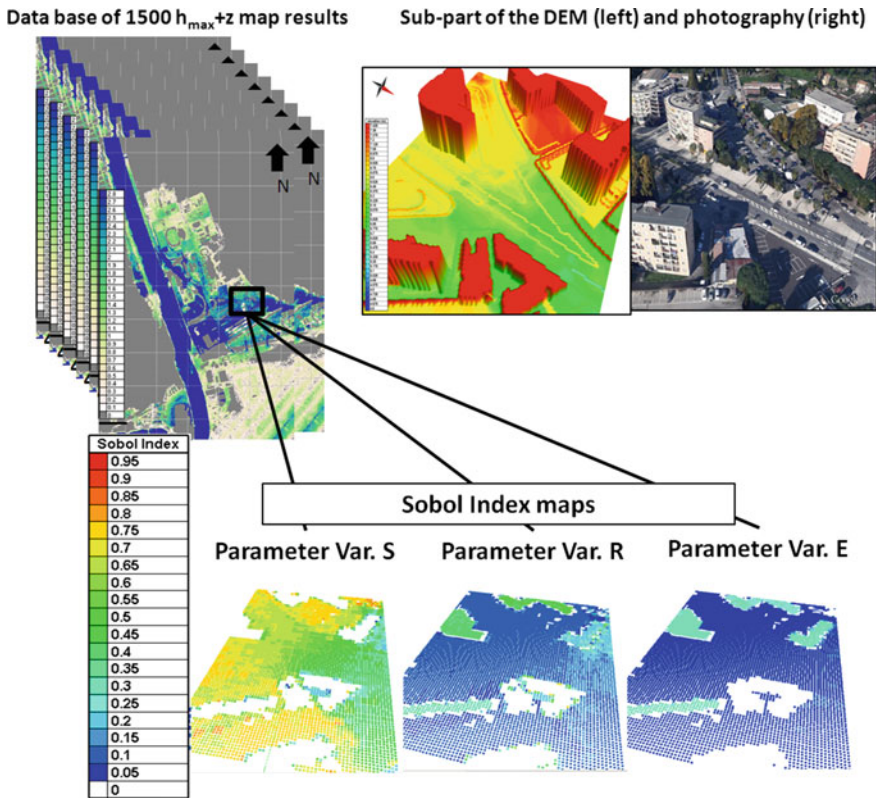 Data base of 1500 hmax+z map results
Sub-part of the DEM (left) and photography (right)
N N
Sobol Index
0.95
0.9
0.85
0.8
0.75
0.7
0.65
0.6
0.55
0.5
0.45
0.4
0.35
0.3
0.25
0.2
0.15
0.1
0.05
0
Sobol Index maps
Parameter Var. S
Parameter Var. R
Parameter Var. E